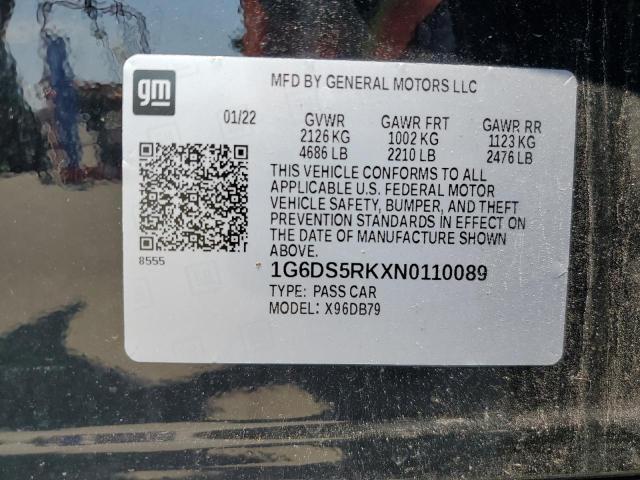 gm
MFD BY GENERAL MOTORS LLC
01/22 GVWR GAWR FRT GAWR RR
2126 KG 1002 KG 1123 KG
4686 LB 2210 LB 2476 LB
THIS VEHICLE CONFORMS TO ALL
APPLICABLE U.S. FEDERAL MOTOR
VEHICLE SAFETY, BUMPER, AND THEFT
PREVENTION STANDARDS IN EFFECT ON
THE DATE OF MANUFACTURE SHOWN
ABOVE.
8555
1G6DS5RKXN0110089
TYPE: PASS CAR
MODEL: X96DB79